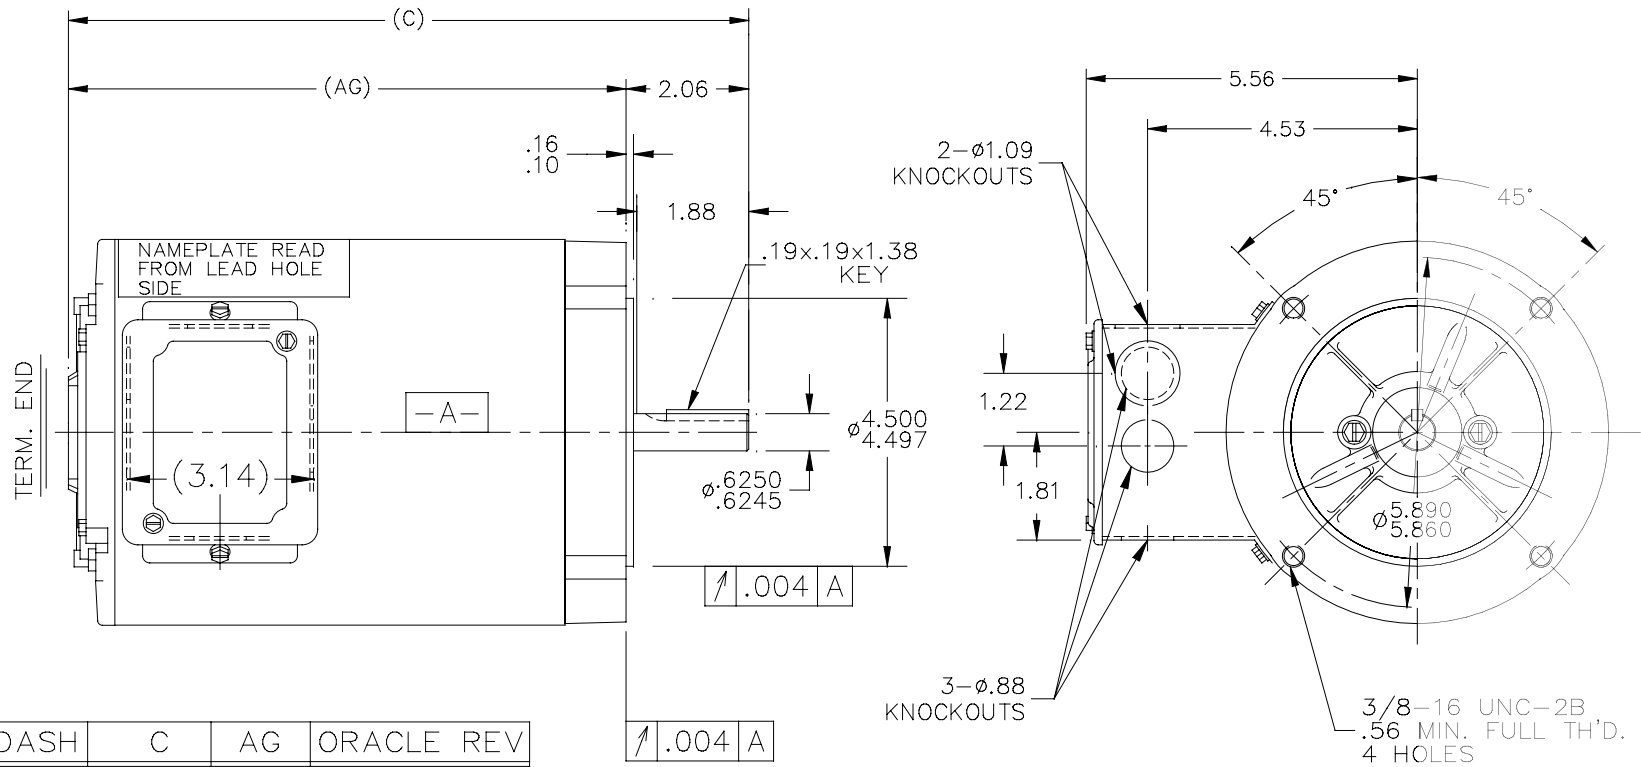 (C)
(AG)
2.06
.16
.10
1.88
.19x.19x1.38
KEY
NAMEPLATE READ
FROM LEAD HOLE
SIDE
TERM. END
(3.14)
-A-
ø4.500
4.497
ø.6250
.6245
.004 A
.004 A
DASH C AG ORACLE REV
5.56
4.53
2-ø1.09
KNOCKOUTS
45°
45°
1.22
1.81
ø5.890
5.860
3-ø.88
KNOCKOUTS
3/8-16 UNC-2B
.56 MIN. FULL TH'D.
4 HOLES